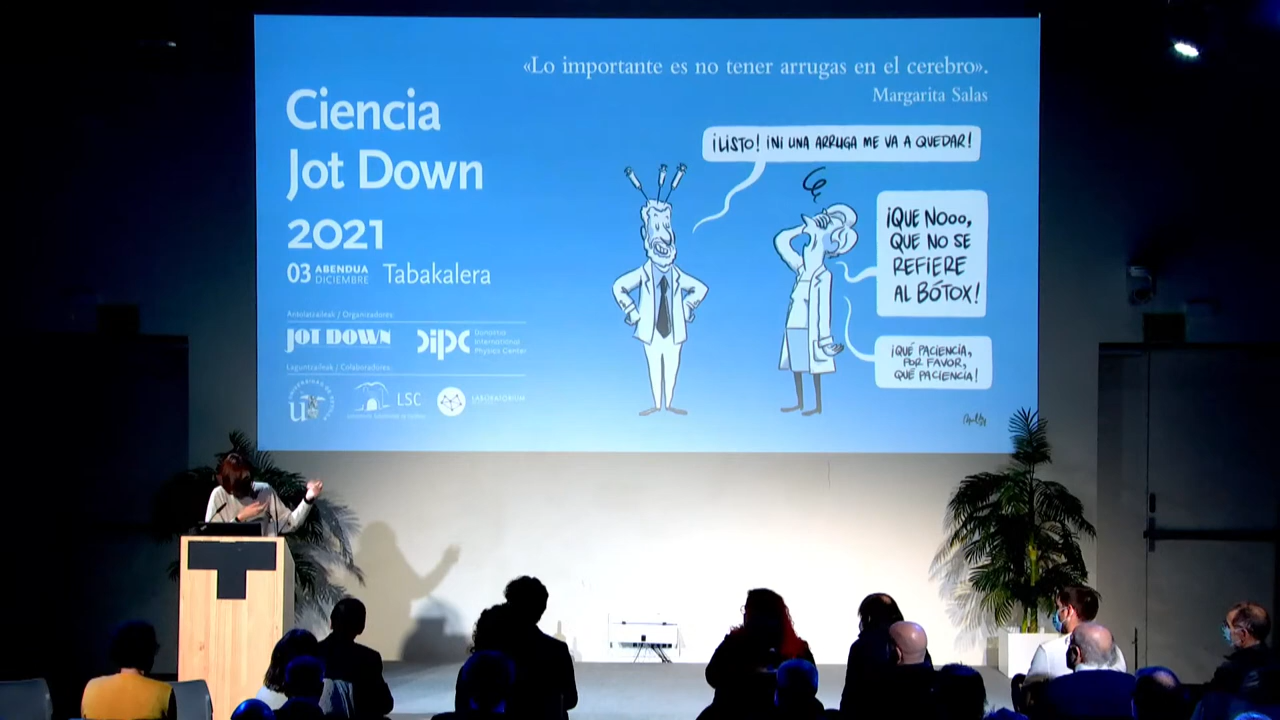 «Lo importante es no tener arrugas en el cerebro».
Margarita Salas
Ciencia
Jot Down
2021
03 ABENDUA
DICIEMBRE
Tabakalera
Antolatzaileak / Organizadores:
JOT DOWN
DIPC
Donostia
International
Physics Center
Laguntzaileak / Colaboradores:
LSC
LABORATORIUM
¡LISTO! ¡NI UNA ARRUGA ME VA A QUEDAR!
¡QUE NOOO,
QUE NO SE
REFIERE
AL BÓTOX!
¡QUÉ PACIENCIA,
POR FAVOR,
QUÉ PACIENCIA!